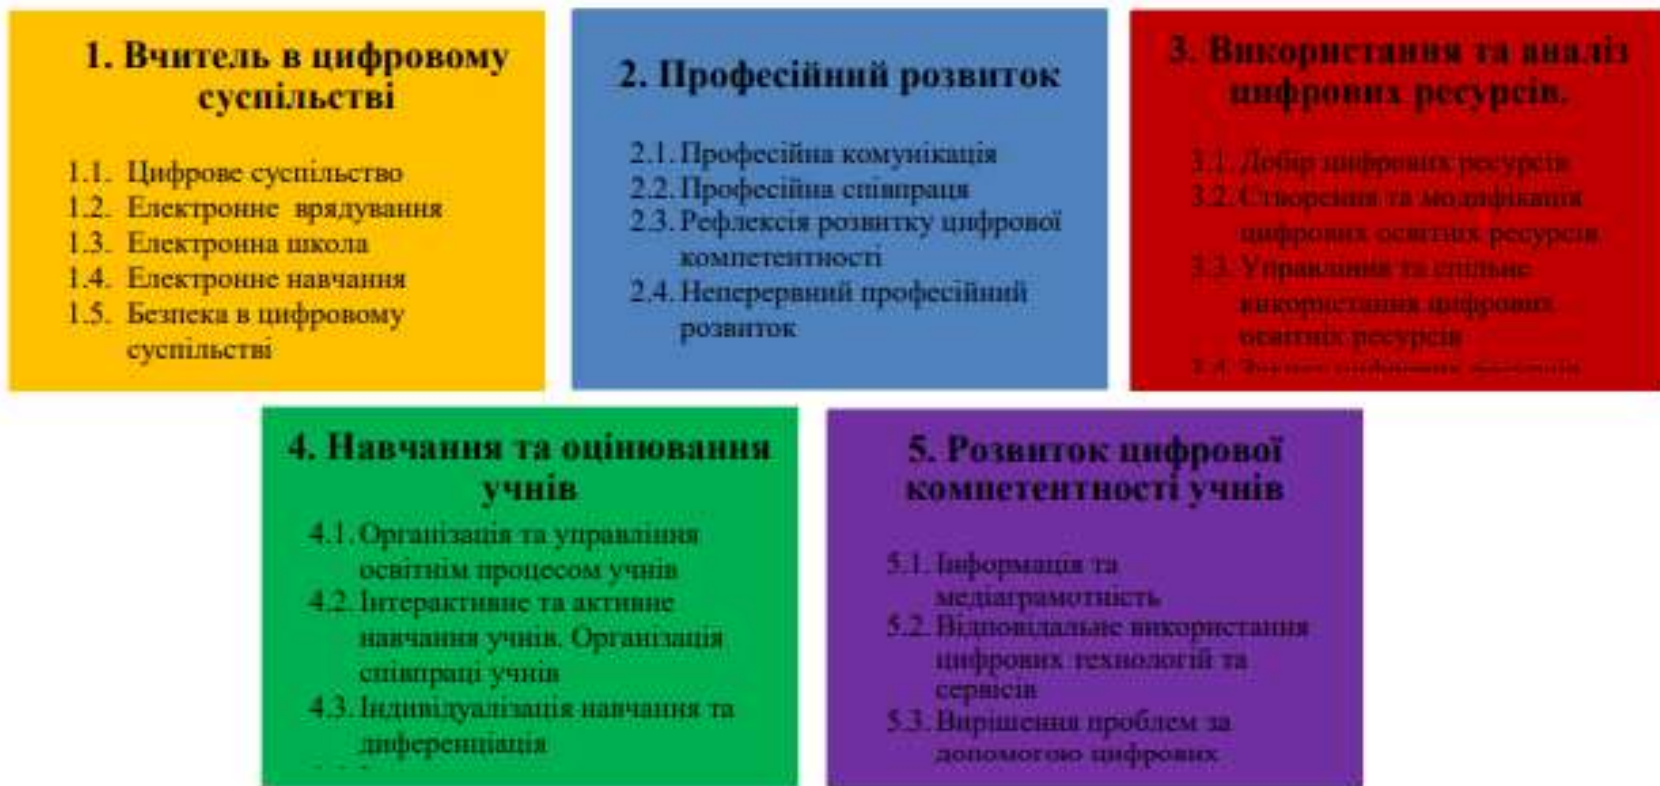 1. Вчитель в цифровому
суспільстві
1.1. Цифрове суспільство
1.2. Електронне врядування
1.3. Електронна школа
1.4. Електронне навчання
1.5. Безпека в цифровому
суспільстві
2. Професійний розвиток
2.1. Професійна комунікація
2.2. Професійна співпраця
2.3. Рефлексія розвитку цифрової
компетентності
2.4. Неперервний професійний
розвиток
3. Використання та аналіз
цифрових ресурсів.
3.1. Добір цифрових ресурсів
3.2. Створення та модифікація
цифрових освітніх ресурсів
3.3. Управління та спільне
використання цифрових
освітніх ресурсів
4. Навчання та оцінювання
учнів
4.1. Організація та управління
освітнім процесом учнів
4.2. Інтерактивне та активне
навчання учнів. Організація
співпраці учнів
4.3. Індивідуалізація навчання та
диференціація
5. Розвиток цифрової
компетентності учнів
5.1. Інформація та
медіаграмотність
5.2. Відповідальне використання
цифрових технологій та
сервісів
5.3. Вирішення проблем за
допомогою цифрових